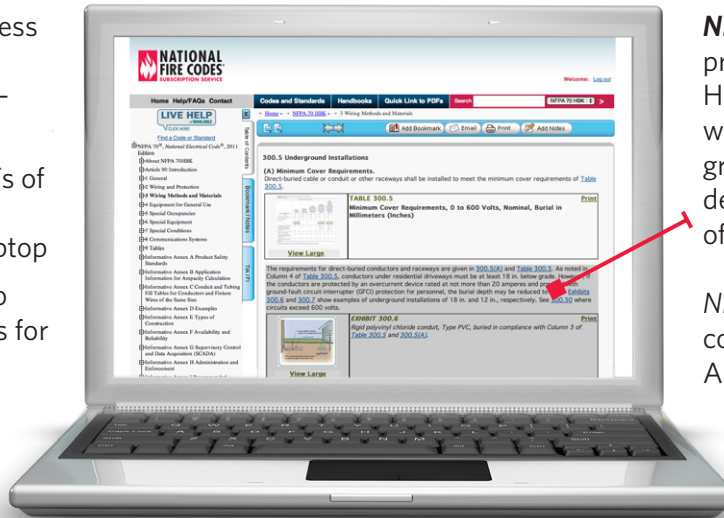 ess
–
s of
ptop
o
s for
NATIONAL
FIRE CODES®
SUBSCRIPTION SERVICE
Welcome: Log out
Home Help/FAQs Contact
Codes and Standards Handbooks Quick Link to PDFs Search NFPA 70 HBK >
LIVE HELP
AVAILABLE
CLICK HERE!
Find a Code or Standard
NFPA 70®, National Electrical Code®, 2011
Edition
About NFPA 70HBK
Article 90 Introduction
1 General
2 Wiring and Protection
3 Wiring Methods and Materials
4 Equipment for General Use
5 Special Occupancies
6 Special Equipment
7 Special Conditions
8 Communications Systems
9 Tables
Informative Annex A Product Safety
Standards
Informative Annex B Application
Information for Ampacity Calculation
Informative Annex C Conduit and Tubing
Fill Tables for Conductors and Fixture
Wires of the Same Size
Informative Annex D Examples
Informative Annex E Types of
Construction
Informative Annex F Availability and
Reliability
Informative Annex G Supervisory Control
and Data Acquisition (SCADA)
Informative Annex H Administration and
Enforcement
X
Table of Contents
Bookmark / Notes
TIA / FI
→ Home » → NFPA 70 HBK » → 3 Wiring Methods and Materials
Add Bookmark Email Print Add Notes
300.5 Underground Installations
(A) Minimum Cover Requirements.
Direct-buried cable or conduit or other raceways shall be installed to meet the minimum cover requirements of Table
300.5.
TABLE 300.5 Print
Minimum Cover Requirements, 0 to 600 Volts, Nominal, Burial in
Millimeters (Inches)
View Large
The requirements for direct-buried conductors and raceways are given in 300.5(A) and Table 300.5. As noted in
Column 4 of Table 300.5, conductors under residential driveways must be at least 18 in. below grade. However, if
the conductors are protected by an overcurrent device rated at not more than 20 amperes and
ground-fault circuit-interrupter (GFCI) protection for personnel, the burial depth may be reduced to Exhibits
300.6 and 300.7 show examples of underground installations of 18 in. and 12 in., respectively. See 300.50 where
circuits exceed 600 volts.
EXHIBIT 300.6 Print
Rigid polyvinyl chloride conduit, Type PVC, buried in compliance with Column 3 of
Table 300.5 and 300.5(A).
View Large
pr
H
w
gr
de
of
co
A